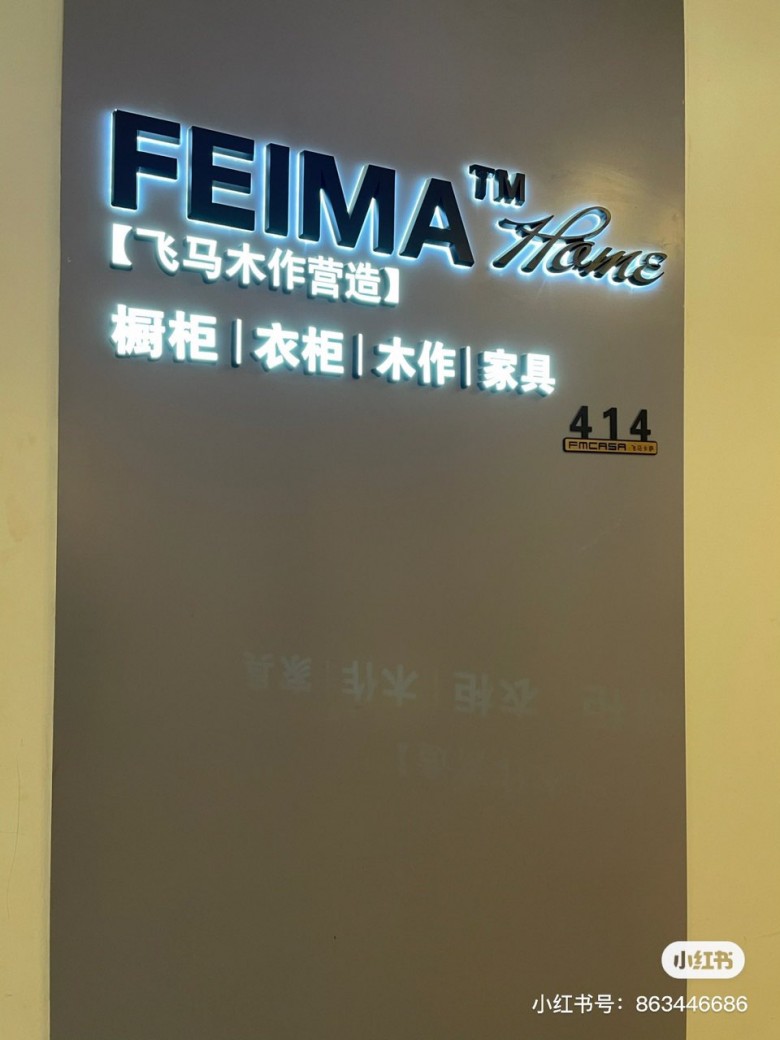 FEIMA™ Home
【飞马木作营造】
橱柜|衣柜|木作|家具
414
FMCASA
小红书
小红书号：863446686